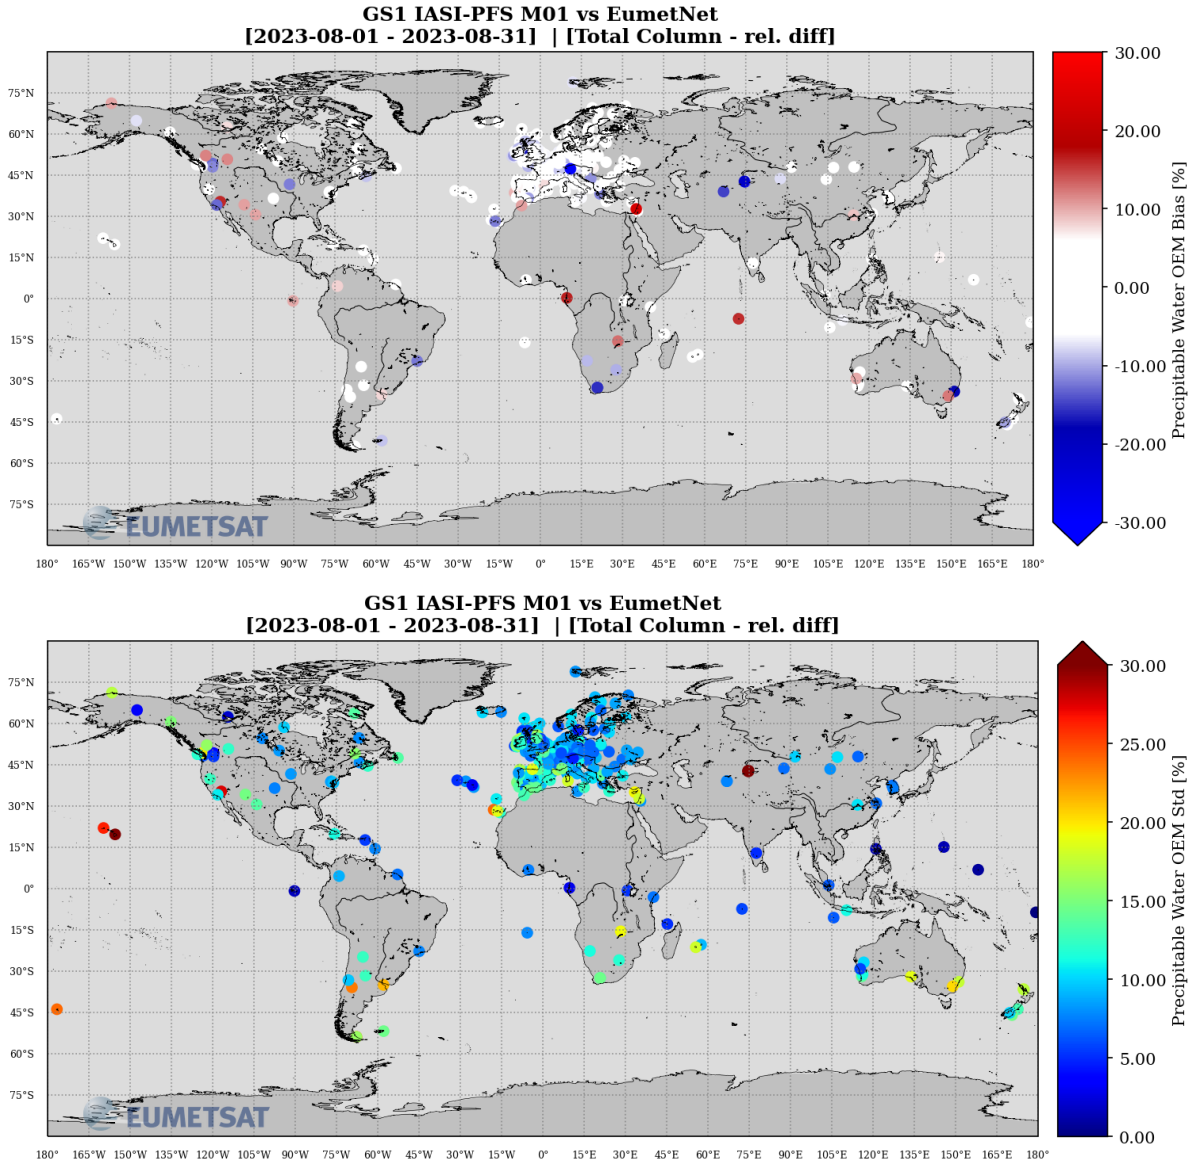 GS1 IASI-PFS M01 vs EumetNet
[2023-08-01 - 2023-08-31]  | [Total Column - rel. diff]
75°N
60°N
45°N
30°N
15°N
0°
15°S
30°S
45°S
60°S
75°S
EUMETSAT
180° 165°W 150°W 135°W 120°W 105°W 90°W 75°W 60°W 45°W 30°W 15°W 0° 15°E 30°E 45°E 60°E 75°E 90°E 105°E 120°E 135°E 150°E 165°E 180°
30.00
20.00
10.00
0.00
-10.00
-20.00
-30.00
Precipitable Water OEM Bias [%]
GS1 IASI-PFS M01 vs EumetNet
[2023-08-01 - 2023-08-31]  | [Total Column - rel. diff]
75°N
60°N
45°N
30°N
15°N
0°
15°S
30°S
45°S
60°S
75°S
EUMETSAT
180° 165°W 150°W 135°W 120°W 105°W 90°W 75°W 60°W 45°W 30°W 15°W 0° 15°E 30°E 45°E 60°E 75°E 90°E 105°E 120°E 135°E 150°E 165°E 180°
30.00
25.00
20.00
15.00
10.00
5.00
0.00
Precipitable Water OEM Std [%]